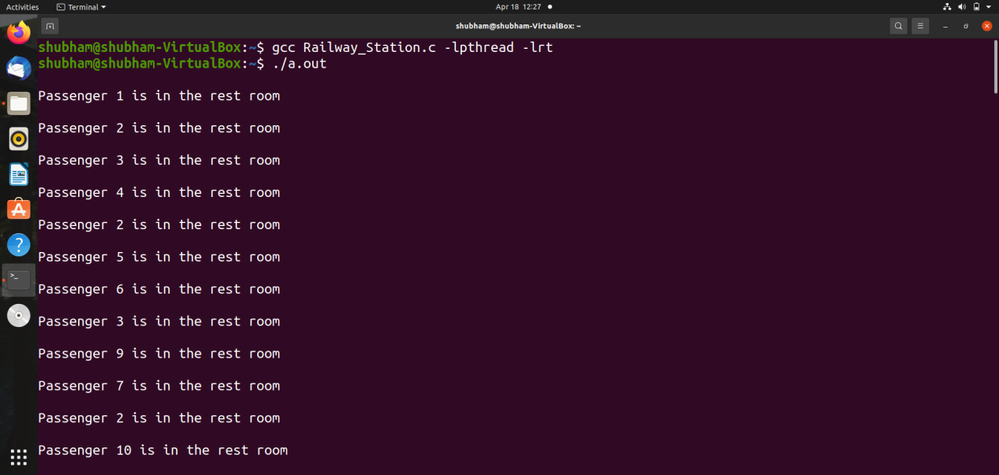 Activities Terminal Apr 18 12:27
shubham@shubham-VirtualBox: ~
shubham@shubham-VirtualBox:~$ gcc Railway_Station.c -lpthread -lrt
shubham@shubham-VirtualBox:~$ ./a.out
Passenger 1 is in the rest room
Passenger 2 is in the rest room
Passenger 3 is in the rest room
Passenger 4 is in the rest room
Passenger 2 is in the rest room
Passenger 5 is in the rest room
Passenger 6 is in the rest room
Passenger 3 is in the rest room
Passenger 9 is in the rest room
Passenger 7 is in the rest room
Passenger 2 is in the rest room
Passenger 10 is in the rest room